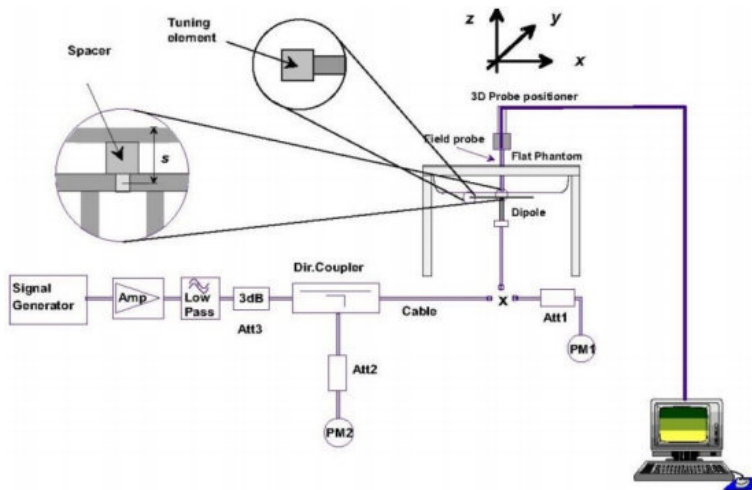 Spacer
Tuning
element
s
z
y
x
3D Probe positioner
Field probe
Flat Phantom
Dipole
Signal
Generator
Amp
Low
Pass
3dB
Att3
Dir.Coupler
Cable
x
Att1
PM1
Att2
PM2